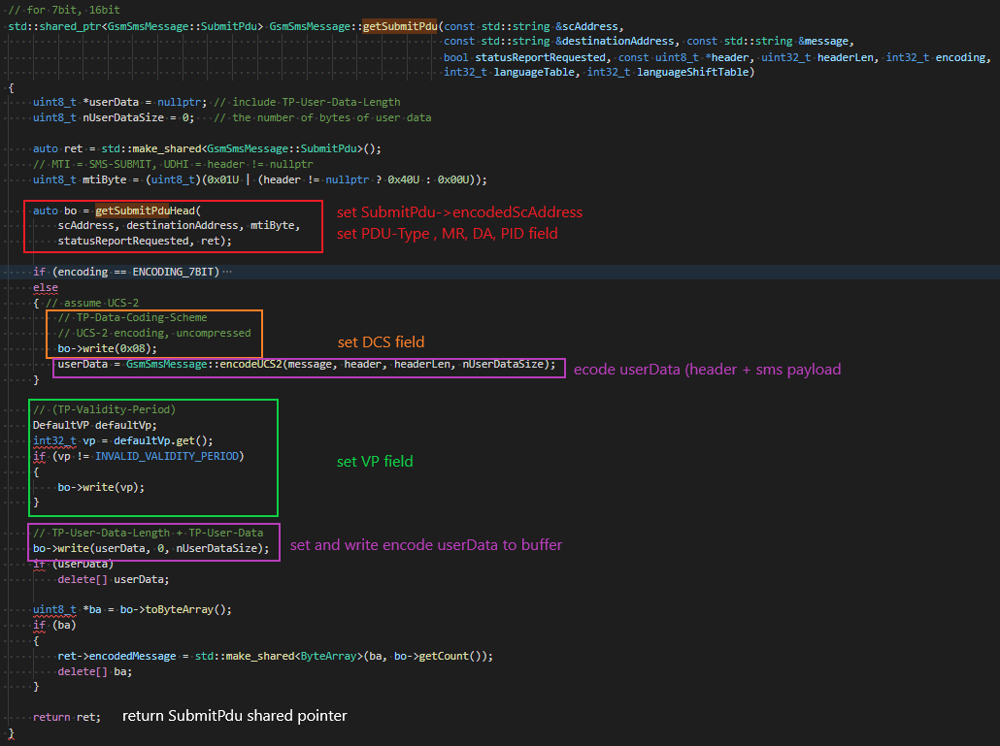 // for 7bit, 16bit
std::shared_ptr<GsmSmsMessage::SubmitPdu> GsmSmsMessage::getSubmitPdu(const std::string &scAddress,
const std::string &destinationAddress, const std::string &message,
bool statusReportRequested, const uint8_t *header, uint32_t headerLen, int32_t encoding,
int32_t languageTable, int32_t languageShiftTable)
{
uint8_t *userData = nullptr; // include TP-User-Data-Length
uint8_t nUserDataSize = 0; // the number of bytes of user data
auto ret = std::make_shared<GsmSmsMessage::SubmitPdu>();
// MTI = SMS-SUBMIT, UDHI = header != nullptr
uint8_t mtiByte = (uint8_t)(0x01U | (header != nullptr ? 0x40U : 0x00U));
auto bo = getSubmitPduHead( set SubmitPdu->encodedScAddress
scAddress, destinationAddress, mtiByte, set PDU-Type , MR, DA, PID field
statusReportRequested, ret);
if (encoding == ENCODING_7BIT) ···
else
{ // assume UCS-2
// TP-Data-Coding-Scheme
// UCS-2 encoding, uncompressed set DCS field
bo->write(0x08);
userData = GsmSmsMessage::encodeUCS2(message, header, headerLen, nUserDataSize); ecode userData (header + sms payload
}
// (TP-Validity-Period)
DefaultVP defaultVp;
int32_t vp = defaultVp.get();
if (vp != INVALID_VALIDITY_PERIOD) set VP field
{
bo->write(vp);
}
// TP-User-Data-Length + TP-User-Data
bo->write(userData, 0, nUserDataSize); set and write encode userData to buffer
if (userData)
delete[] userData;
uint8_t *ba = bo->toByteArray();
if (ba)
{
ret->encodedMessage = std::make_shared<ByteArray>(ba, bo->getCount());
delete[] ba;
}
return ret; return SubmitPdu shared pointer
}